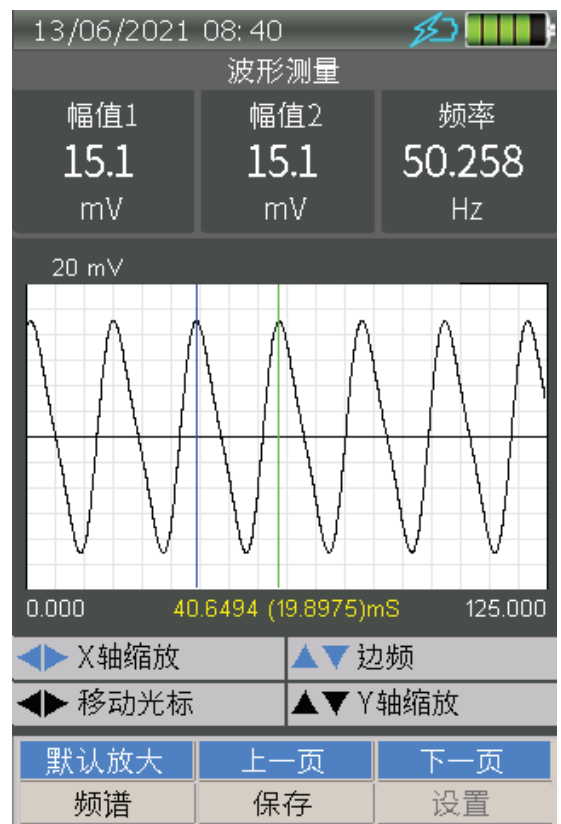 13/06/2021 08:40
波形测量
幅值1 幅值2 频率
15.1 15.1 50.258
mV mV Hz
20 mV
0.000 40.6494 (19.8975)mS 125.000
X轴缩放 边频
移动光标 Y轴缩放
默认放大 上一页 下一页
频谱 保存 设置